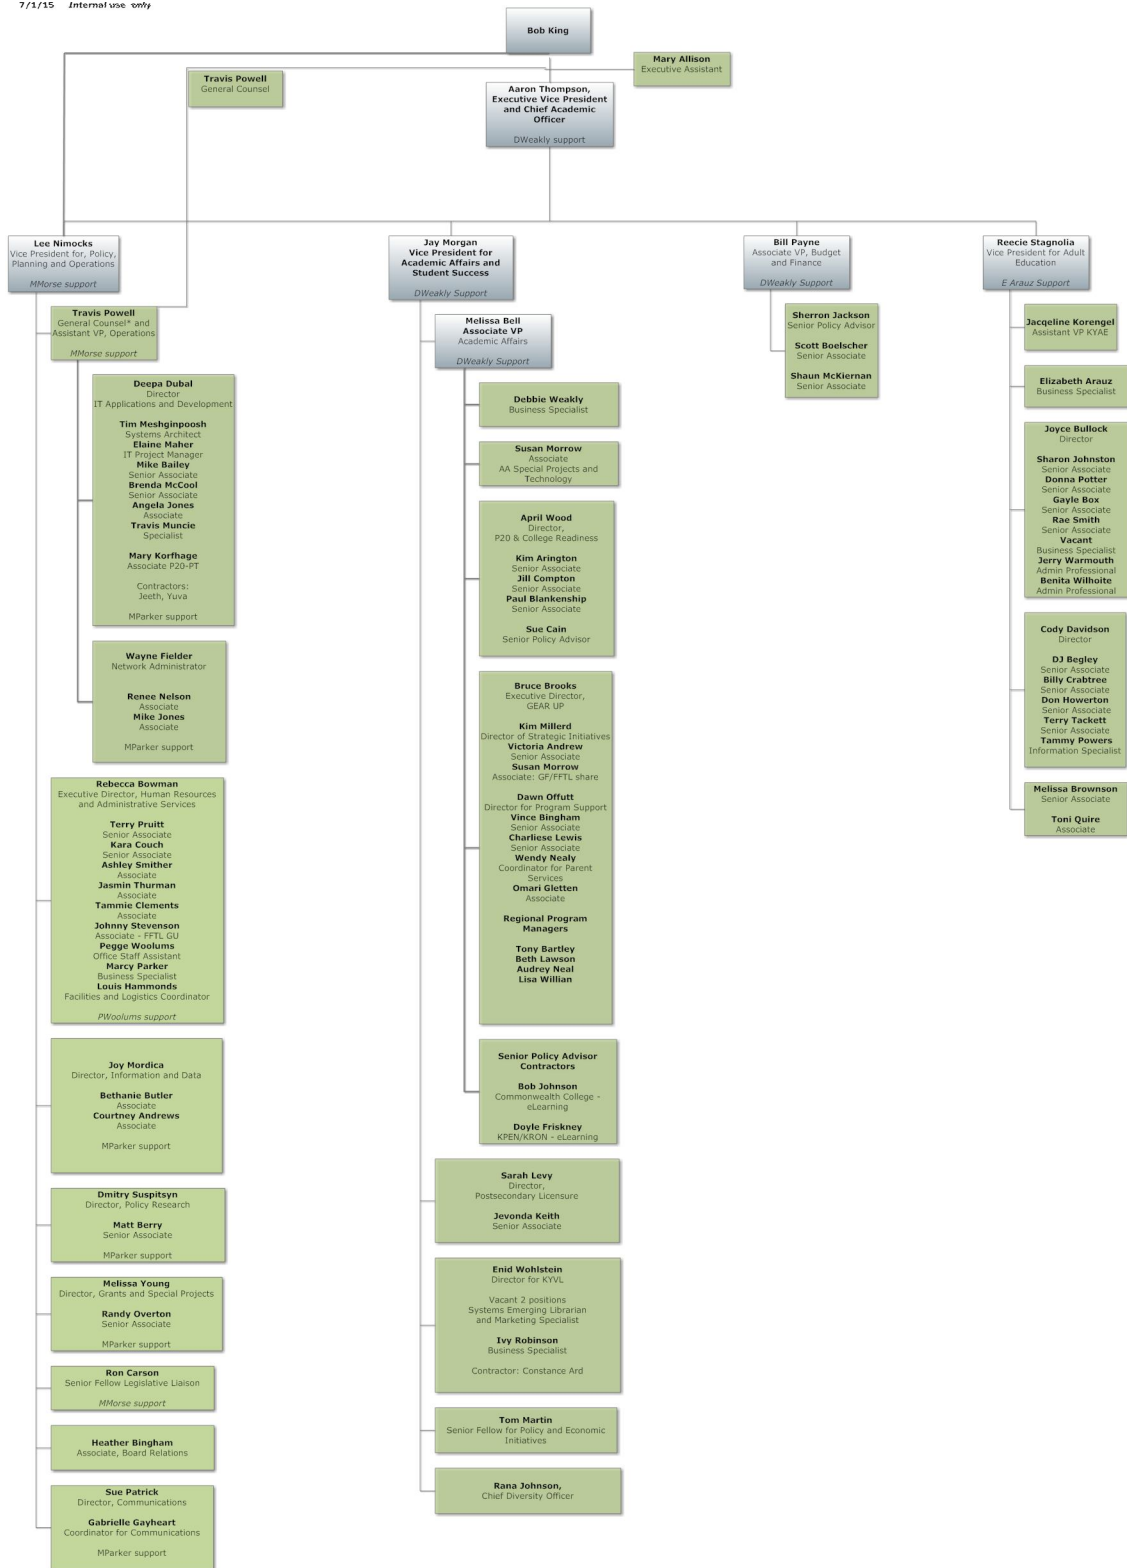 7/1/15 Internal use only
Bob King
Mary Allison
Executive Assistant
Travis Powell
General Counsel
Aaron Thompson,
Executive Vice President
and Chief Academic
Officer
DWeakly support
Lee Nimocks
Vice President for, Policy,
Planning and Operations
MMorse support
Travis Powell
General Counsel* and
Assistant VP, Operations
MMorse support
Deepa Dubal
Director
IT Applications and Development
Tim Meshginpoosh
Systems Architect
Elaine Maher
IT Project Manager
Mike Bailey
Senior Associate
Brenda McCool
Senior Associate
Angela Jones
Associate
Travis Muncie
Specialist
Mary Korfhage
Associate P20-PT
Contractors:
Jeeth, Yuva
MParker support
Wayne Fielder
Network Administrator
Renee Nelson
Associate
Mike Jones
Associate
MParker support
Rebecca Bowman
Executive Director, Human Resources
and Administrative Services
Terry Pruitt
Senior Associate
Kara Couch
Senior Associate
Ashley Smither
Associate
Jasmin Thurman
Associate
Tammie Clements
Associate
Johnny Stevenson
Associate - FFTL GU
Pegge Woolums
Office Staff Assistant
Marcy Parker
Business Specialist
Louis Hammonds
Facilities and Logistics Coordinator
PWoolums support
Joy Mordica
Director, Information and Data
Bethanie Butler
Associate
Courtney Andrews
Associate
MParker support
Dmitry Suspitsyn
Director, Policy Research
Matt Berry
Senior Associate
MParker support
Melissa Young
Director, Grants and Special Projects
Randy Overton
Senior Associate
MParker support
Ron Carson
Senior Fellow Legislative Liaison
MMorse support
Heather Bingham
Associate, Board Relations
Sue Patrick
Director, Communications
Gabrielle Gayheart
Coordinator for Communications
MParker support
Jay Morgan
Vice President for
Academic Affairs and
Student Success
DWeakly Support
Melissa Bell
Associate VP
Academic Affairs
DWeakly Support
Debbie Weakly
Business Specialist
Susan Morrow
Associate
AA Special Projects and
Technology
April Wood
Director,
P20 & College Readiness
Kim Arington
Senior Associate
Jill Compton
Senior Associate
Paul Blankenship
Senior Associate
Sue Cain
Senior Policy Advisor
Bruce Brooks
Executive Director,
GEAR UP
Kim Millerd
Director of Strategic Initiatives
Victoria Andrew
Senior Associate
Susan Morrow
Associate: GF/FFTL share
Dawn Offutt
Director for Program Support
Vince Bingham
Senior Associate
Charliese Lewis
Senior Associate
Wendy Nealy
Coordinator for Parent
Services
Omari Gletten
Associate
Regional Program
Managers
Tony Bartley
Beth Lawson
Audrey Neal
Lisa Willian
Senior Policy Advisor
Contractors
Bob Johnson
Commonwealth College -
eLearning
Doyle Friskney
KPEN/KRON - eLearning
Sarah Levy
Director,
Postsecondary Licensure
Jevonda Keith
Senior Associate
Enid Wohlstein
Director for KYVL
Vacant 2 positions
Systems Emerging Librarian
and Marketing Specialist
Ivy Robinson
Business Specialist
Contractor: Constance Ard
Tom Martin
Senior Fellow for Policy and Economic
Initiatives
Rana Johnson,
Chief Diversity Officer
Bill Payne
Associate VP, Budget
and Finance
DWeakly Support
Sherron Jackson
Senior Policy Advisor
Scott Boelscher
Senior Associate
Shaun McKiernan
Senior Associate
Reecie Stagnolia
Vice President for Adult
Education
E Arauz Support
Jacqeline Korengel
Assistant VP KYAE
Elizabeth Arauz
Business Specialist
Joyce Bullock
Director
Sharon Johnston
Senior Associate
Donna Potter
Senior Associate
Gayle Box
Senior Associate
Rae Smith
Senior Associate
Vacant
Business Specialist
Jerry Warmouth
Admin Professional
Benita Wilhoite
Admin Professional
Cody Davidson
Director
DJ Begley
Senior Associate
Billy Crabtree
Senior Associate
Don Howerton
Senior Associate
Terry Tackett
Senior Associate
Tammy Powers
Information Specialist
Melissa Brownson
Senior Associate
Toni Quire
Associate